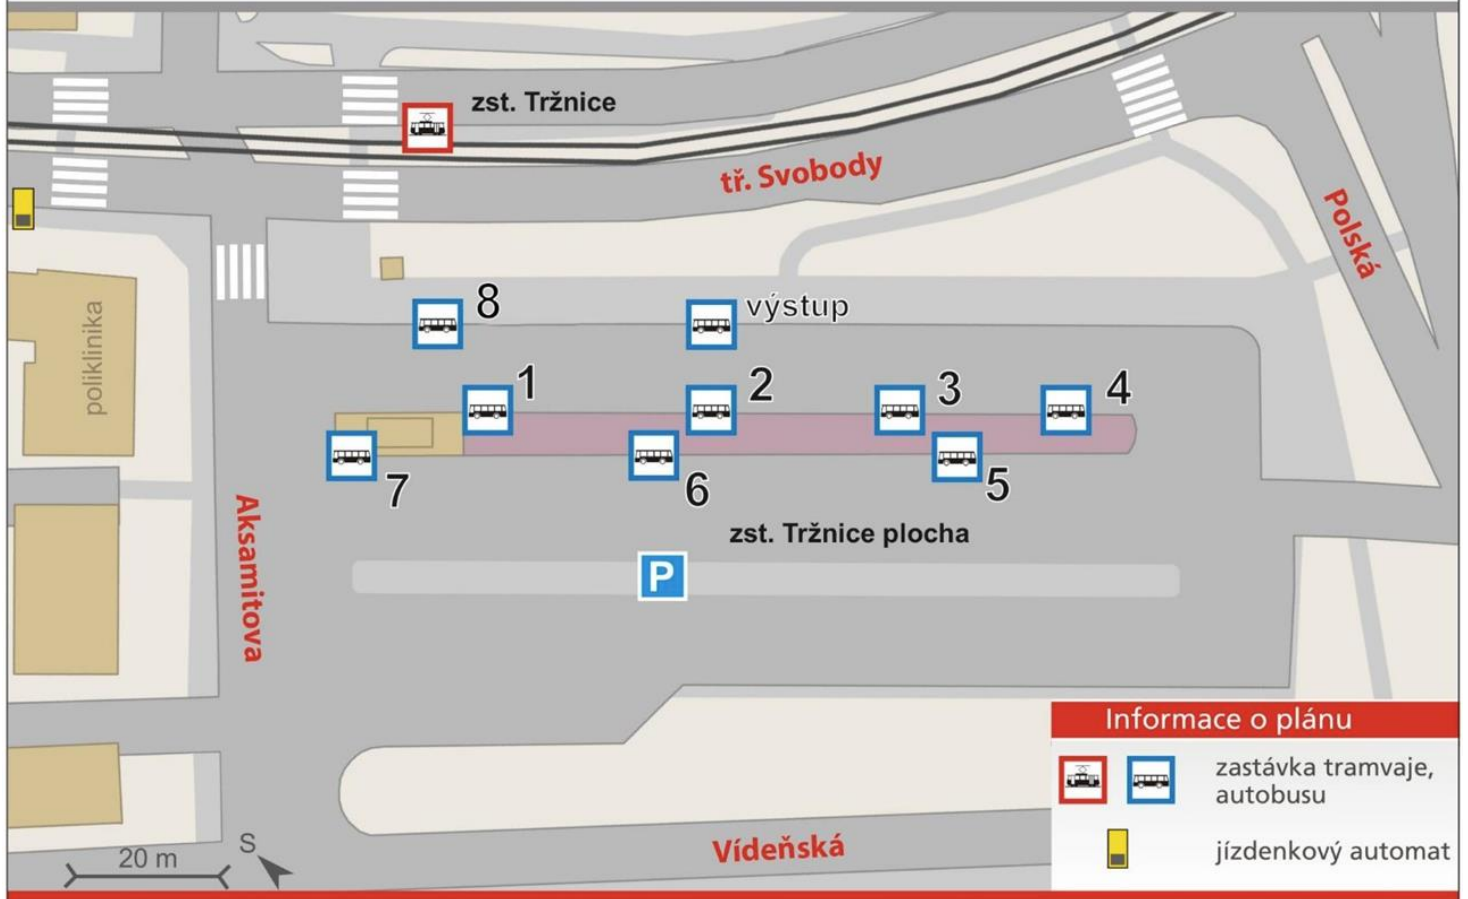 zst. Tržnice
tř. Svobody
Polská
8
výstup
poliklinika
1
2
3
4
7
6
5
zst. Tržnice plocha
Aksamitova
P
Informace o plánu
zastávka tramvaje,
autobusu
jízdenkový automat
Vídeňská
S
20 m